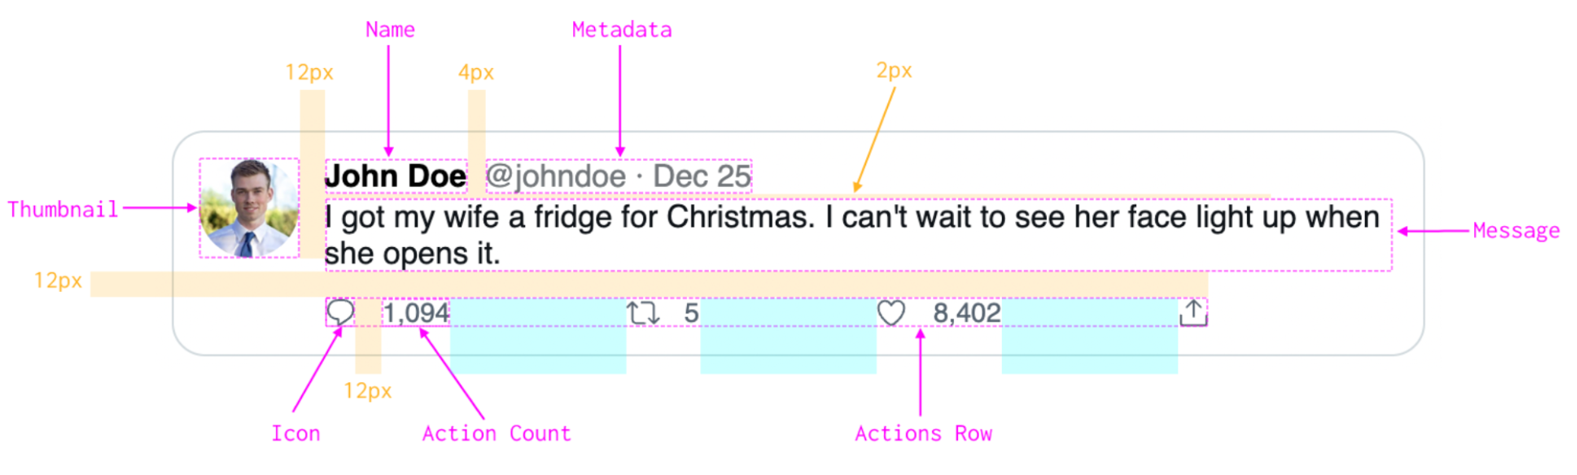 Name
Metadata
12px
4px
2px
John Doe @johndoe · Dec 25
Thumbnail
I got my wife a fridge for Christmas. I can't wait to see her face light up when
she opens it.
Message
12px
1,094 5 8,402
12px
Icon
Action Count
Actions Row